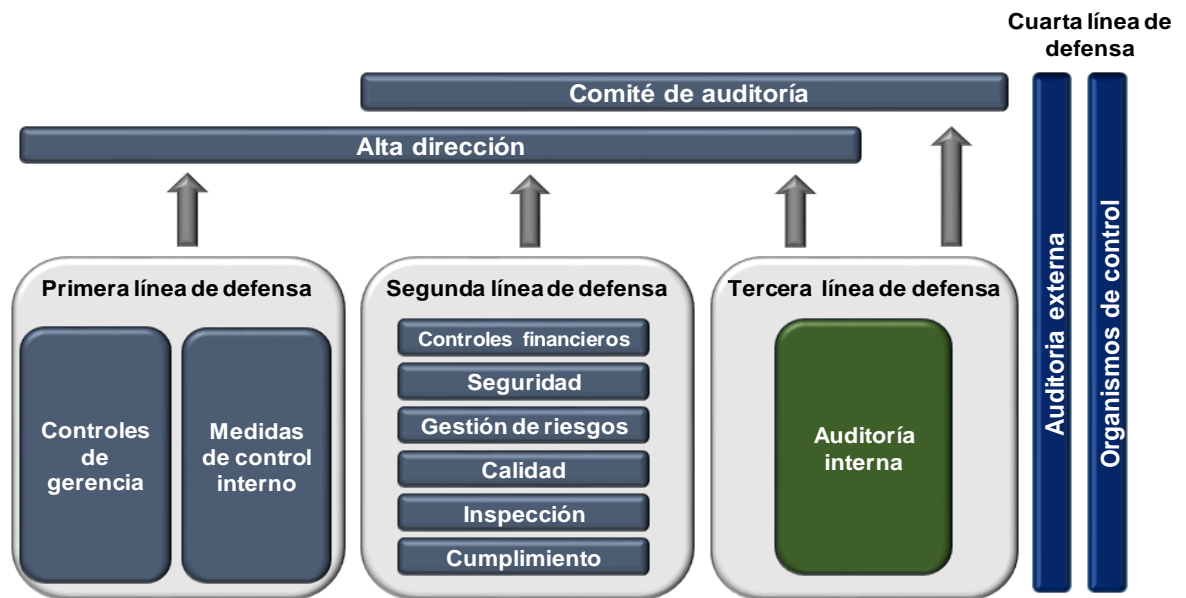 Cuarta línea de
defensa
Comité de auditoría
Alta dirección
Primera línea de defensa
Controles
de
gerencia
Medidas
de control
interno
Segunda línea de defensa
Controles financieros
Seguridad
Gestión de riesgos
Calidad
Inspección
Cumplimiento
Tercera línea de defensa
Auditoría
interna
Auditoria externa
Organismos de control